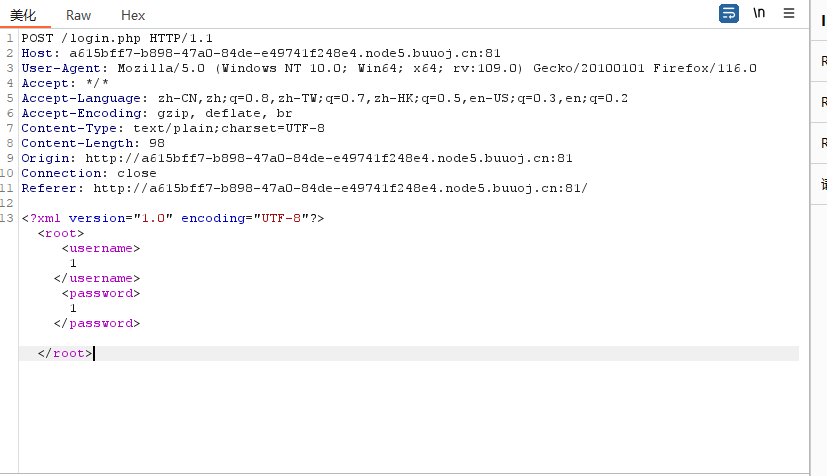 美化 Raw Hex \n
1 POST /login.php HTTP/1.1
2 Host: a615bff7-b898-47a0-84de-e49741f248e4.node5.buuoj.cn:81
3 User-Agent: Mozilla/5.0 (Windows NT 10.0; Win64; x64; rv:109.0) Gecko/20100101 Firefox/116.0
4 Accept: */*
5 Accept-Language: zh-CN,zh;q=0.8,zh-TW;q=0.7,zh-HK;q=0.5,en-US;q=0.3,en;q=0.2
6 Accept-Encoding: gzip, deflate, br
7 Content-Type: text/plain;charset=UTF-8
8 Content-Length: 98
9 Origin: http://a615bff7-b898-47a0-84de-e49741f248e4.node5.buuoj.cn:81
10 Connection: close
11 Referer: http://a615bff7-b898-47a0-84de-e49741f248e4.node5.buuoj.cn:81/
12
13 <?xml version="1.0" encoding="UTF-8"?>
<root>
<username>
1
</username>
<password>
1
</password>
</root>